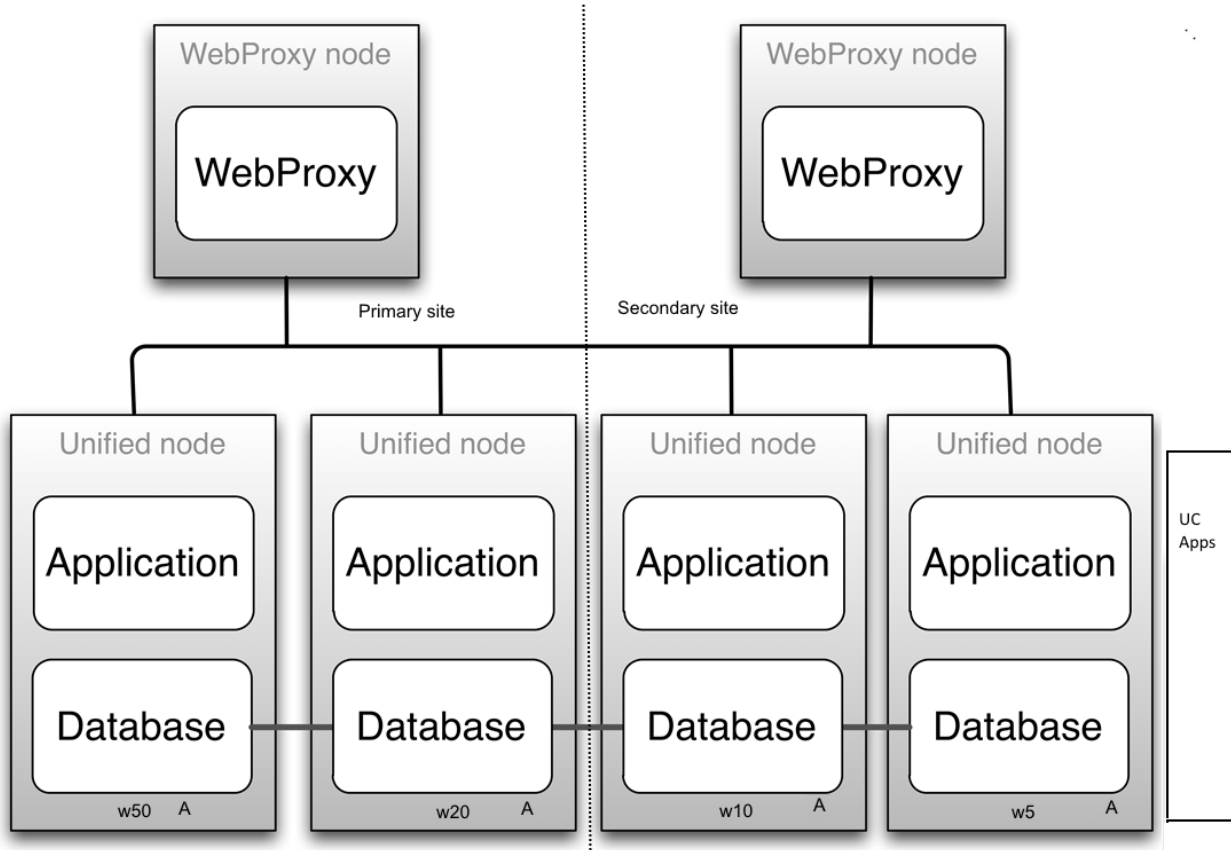 WebProxy node
WebProxy node
WebProxy
WebProxy
Primary site
Secondary site
Unified node
Unified node
Unified node
Unified node
UC
Apps
Application
Application
Application
Application
Database
Database
Database
Database
w50 A
w20 A
w10 A
w5 A